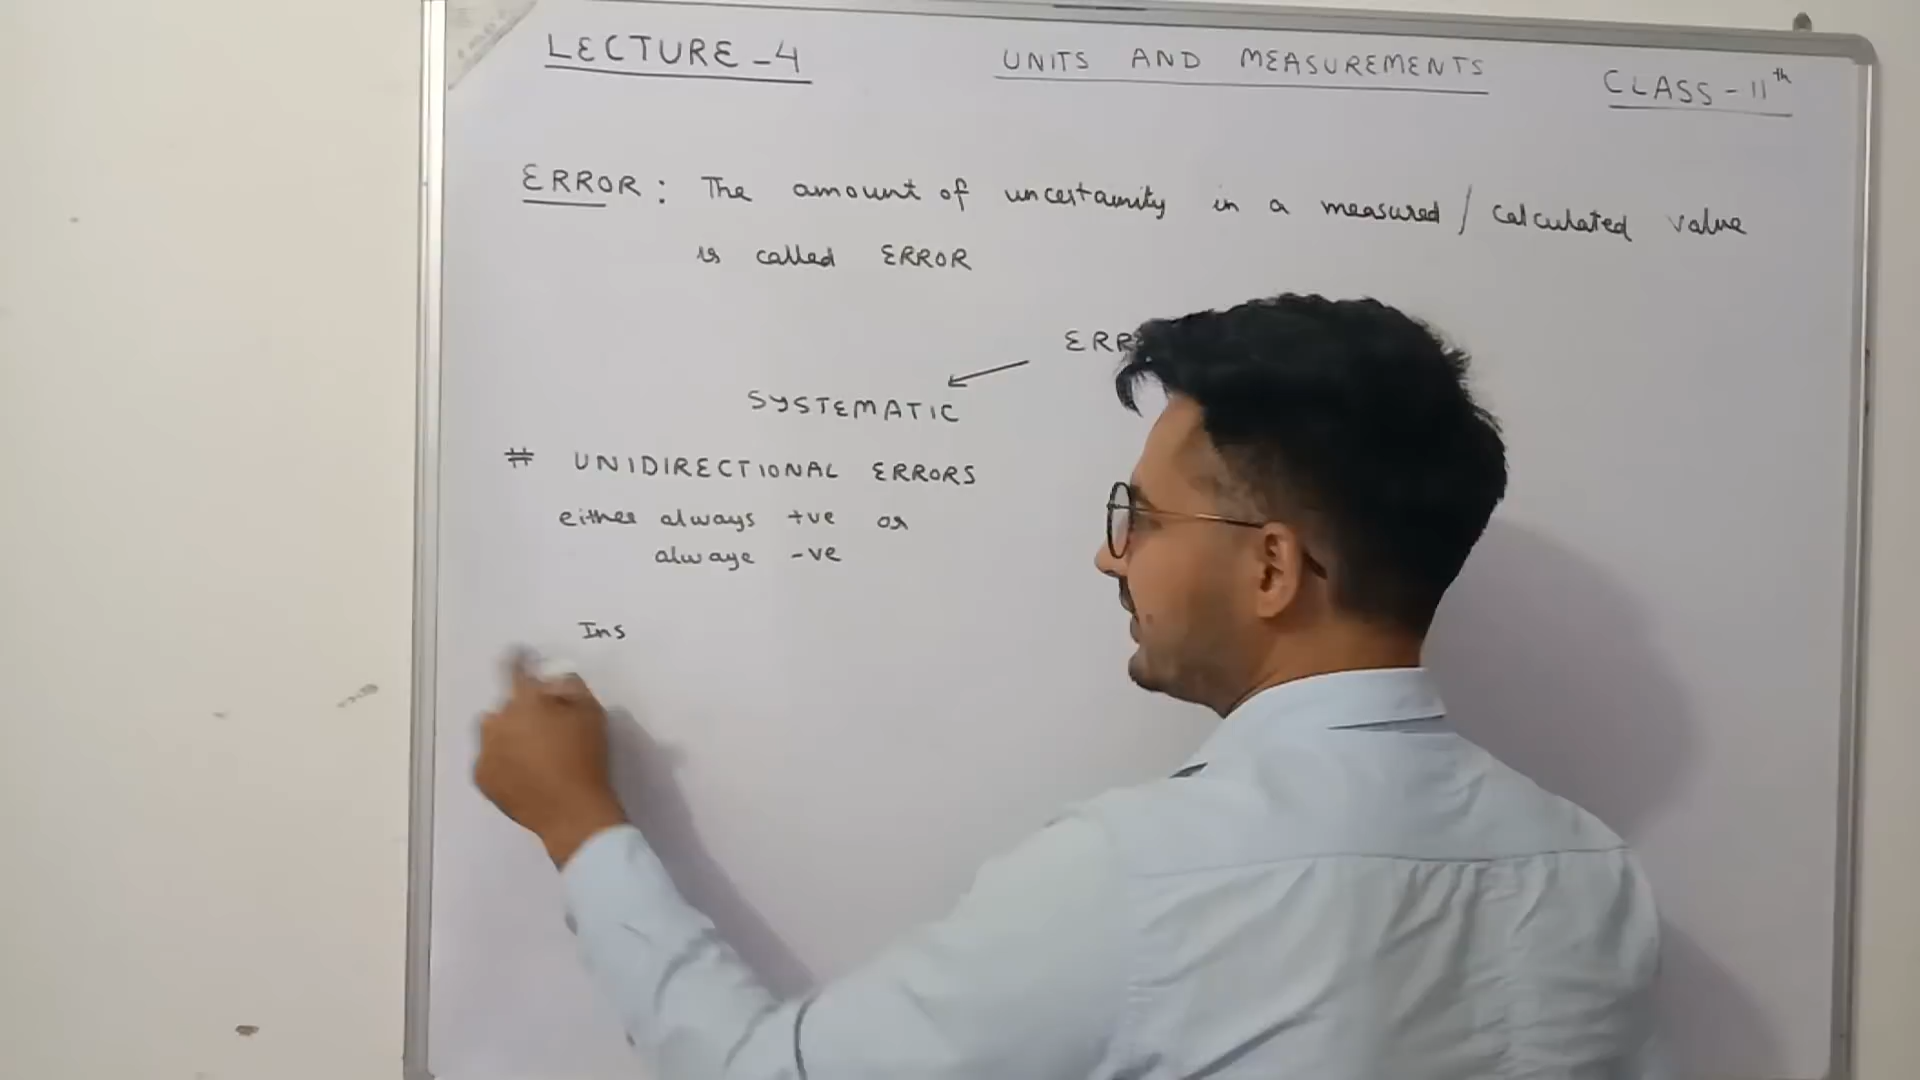 LECTURE - 4
UNITS AND MEASUREMENTS
CLASS - 11th
ERROR : The amount of uncertainity in a measured / calculated value
is called ERROR
ERR
SYSTEMATIC
# UNIDIRECTIONAL ERRORS
either always +ve or
always -ve
Ins